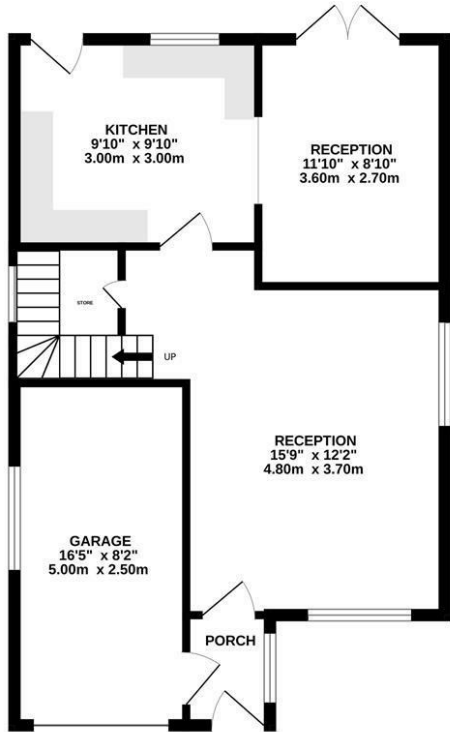 KITCHEN
9'10" x 9'10"
3.00m x 3.00m
RECEPTION
11'10" x 8'10"
3.60m x 2.70m
STORE
UP
RECEPTION
15'9" x 12'2"
4.80m x 3.70m
GARAGE
16'5" x 8'2"
5.00m x 2.50m
PORCH